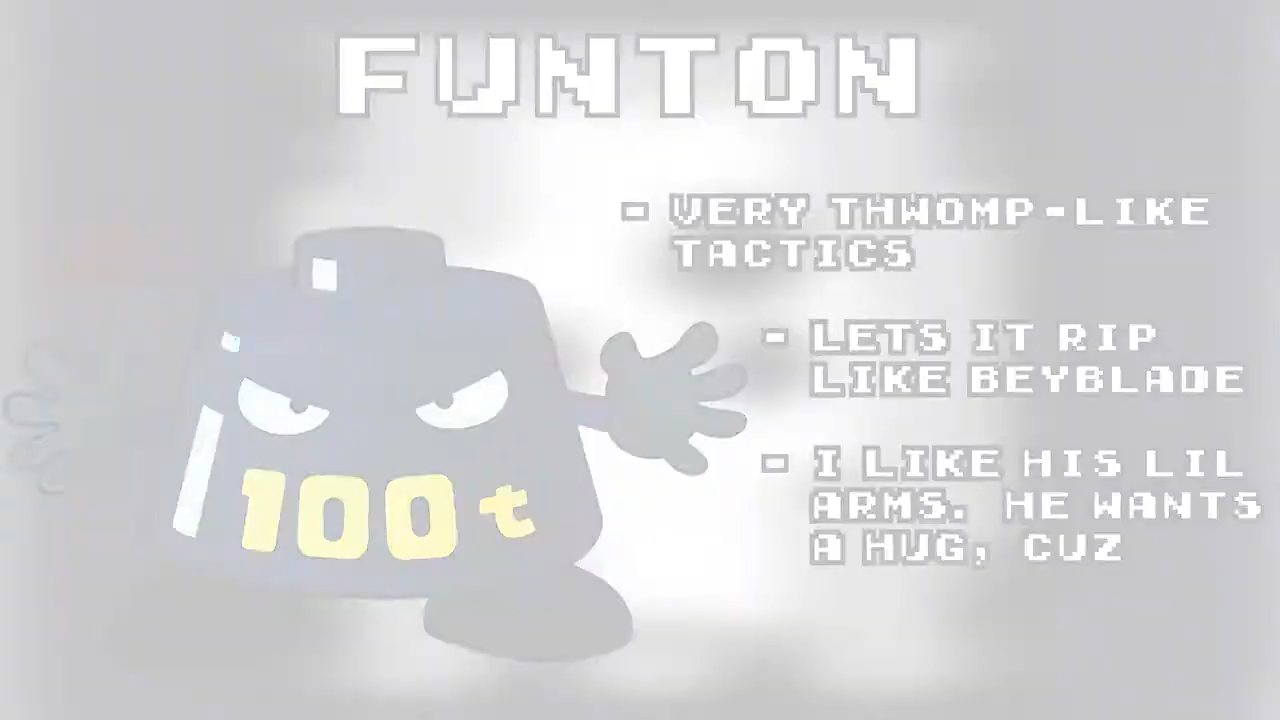 FUNTON
- VERY THWOMP-LIKE
TACTICS
- LETS IT RIP
LIKE BEYBLADE
- I LIKE HIS LIL
ARMS. HE WANTS
A HUG, CUZ
100t